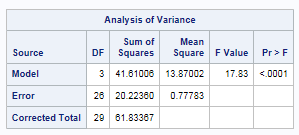 Analysis of Variance
Source DF Sum of Squares Mean Square F Value Pr > F
Model 3 41.61006 13.87002 17.83 <.0001
Error 26 20.22360 0.77783
Corrected Total 29 61.83367